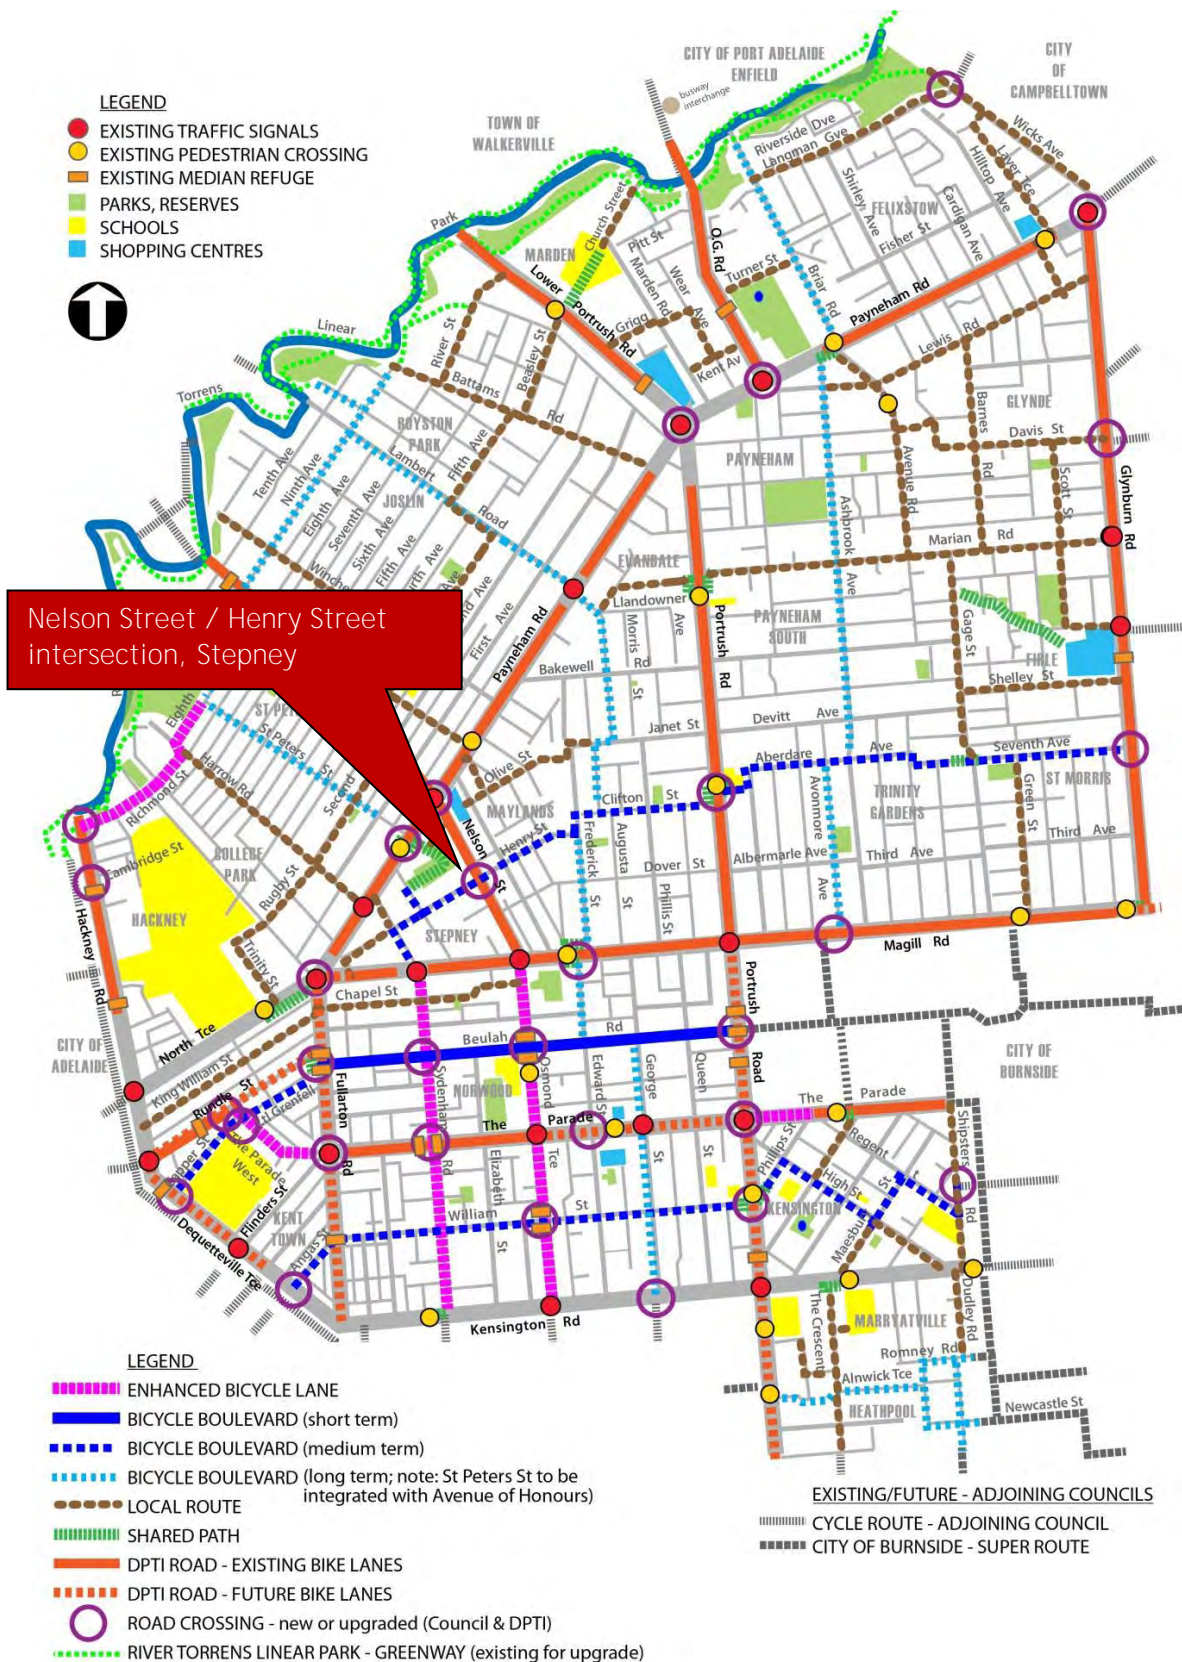 CITY OF PORT ADELAIDE
ENFIELD
CITY
OF
CAMPBELLTOWN
busway
interchange
TOWN OF
WALKERVILLE
LEGEND
EXISTING TRAFFIC SIGNALS
EXISTING PEDESTRIAN CROSSING
EXISTING MEDIAN REFUGE
PARKS, RESERVES
SCHOOLS
SHOPPING CENTRES
Riverside Dve
Langman Gve
Wicks Ave
Laver Tce
Hilltop Ave
Shirley Ave
Cardigan Ave
FELIXSTOW
Fisher St
Park
Church Street
Pitt St
MARDEN
O.G. Rd
Turner St
Lower
Portrush Rd
Marden Rd
Wear
Ave
Briar Rd
Payneham Rd
Grigg
Kent Av
Lewis Rd
Linear
River St
Beasley St
Battams
Rd
Torrens
Barnes
Rd
GLYNDE
Davis St
ROYSTON
PARK
Fifth Ave
Lambert
Road
PAYNEHAM
Avenue Rd
Scott
St
Glynburn
Rd
Tenth Ave
Ninth Ave
Eighth Ave
Seventh Ave
Sixth Ave
Fifth Ave
JOSLIN
Ashbrook
Ave
Marian Rd
EVANDALE
Winche
urth Ave
nd Ave
Ave
First Ave
Llandower
Ave
Morris
St
Portrush
Rd
PAYNEHAM
SOUTH
Gage St
FIRLE
Nelson Street / Henry Street
intersection, Stepney
Payneham Rd
Bakewell Rd
Shelley St
R
Eighth
ST PET
St Peters St
Janet St
Devitt Ave
Aberdare Ave
Seventh Ave
ST MORRIS
Harrow Rd
Second
Olive St
MAYLANDS
Clifton St
TRINITY
GARDENS
Green St
Richmond St
Nelson
St
Henry St
Frederick
St
Augusta
St
Avonmore
Ave
Third Ave
Cambridge St
COLLEGE
PARK
Rugby St
Dover St
Phillis St
Albermarle Ave
Third Ave
HACKNEY
Hackney
Rd
Trinity St
STEPNEY
Magill Rd
Chapel St
Portrush
Road
North Tce
CITY OF
ADELAIDE
Beulah Rd
CITY OF
BURNSIDE
King William St
Rundle St
Fullarton
Rd
Sydenham
Rd
NORWOOD
Osmond
Tce
Edward St
George
St
Queen
The Parade
The Parade
Grenfell
The Parade
West
Phillips St
Regent
St
Shipsters
Rd
Flinders St
KENT
TOWN
Elizabeth
St
William St
High St
KENSINGTON
Maesbu
Dequetteville Tce
Angas St
Kensington Rd
The Crescent
MARRYATVILLE
Dudley Rd
Romney Rd
Alnwick Tce
HEATHPOOL
Newcastle St
LEGEND
ENHANCED BICYCLE LANE
BICYCLE BOULEVARD (short term)
BICYCLE BOULEVARD (medium term)
BICYCLE BOULEVARD (long term; note: St Peters St to be
integrated with Avenue of Honours)
LOCAL ROUTE
SHARED PATH
DPTI ROAD - EXISTING BIKE LANES
DPTI ROAD - FUTURE BIKE LANES
ROAD CROSSING - new or upgraded (Council & DPTI)
RIVER TORRENS LINEAR PARK - GREENWAY (existing for upgrade)
EXISTING/FUTURE - ADJOINING COUNCILS
CYCLE ROUTE - ADJOINING COUNCIL
CITY OF BURNSIDE - SUPER ROUTE